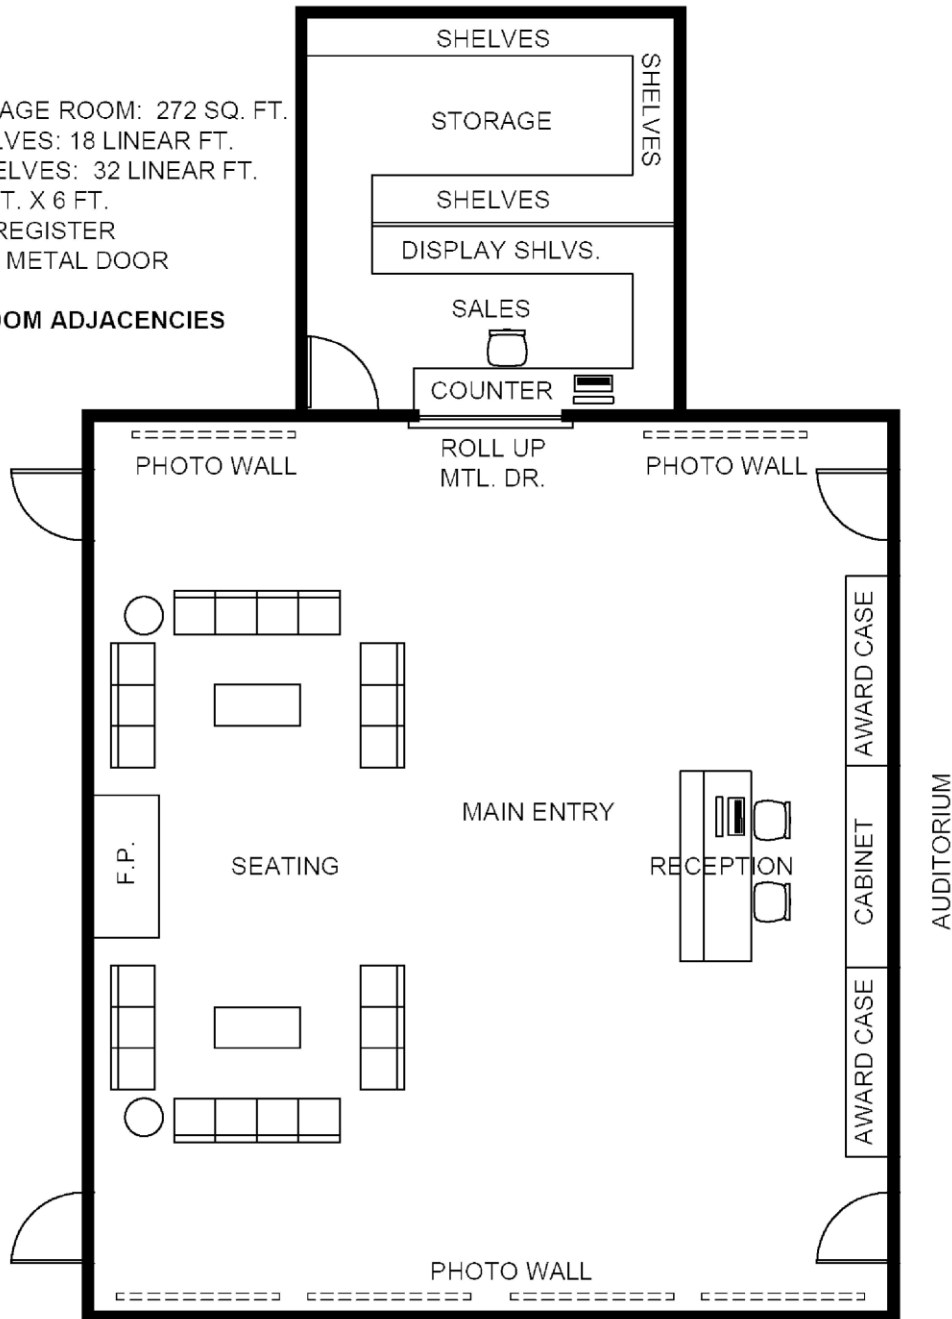 SHELVES
SHELVES
AGE ROOM: 272 SQ. FT.
LVES: 18 LINEAR FT.
ELVES: 32 LINEAR FT.
T. X 6 FT.
REGISTER
METAL DOOR
OOM ADJACENCIES
STORAGE
SHELVES
DISPLAY SHLVS.
SALES
COUNTER
ROLL UP
MTL. DR.
PHOTO WALL
PHOTO WALL
AWARD CASE
MAIN ENTRY
F.P.
SEATING
RECEPTION
CABINET
AUDITORIUM
AWARD CASE
PHOTO WALL